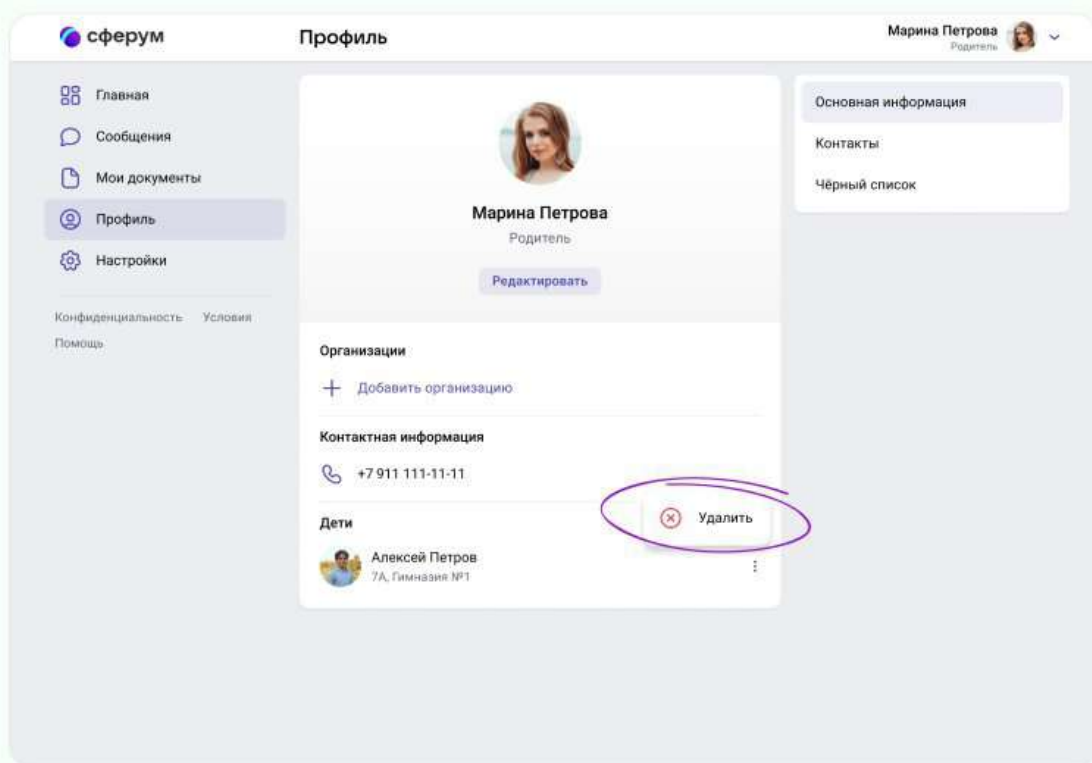 сферум
Профиль
Марина Петрова
Родитель
Главная
Сообщения
Мои документы
Профиль
Настройки
Конфиденциальность Условия
Помощь
Марина Петрова
Родитель
Редактировать
Организации
Добавить организацию
Контактная информация
+7 911 111-11-11
Дети
Удалить
Алексей Петров
7А, Гимназия №1
Основная информация
Контакты
Чёрный список